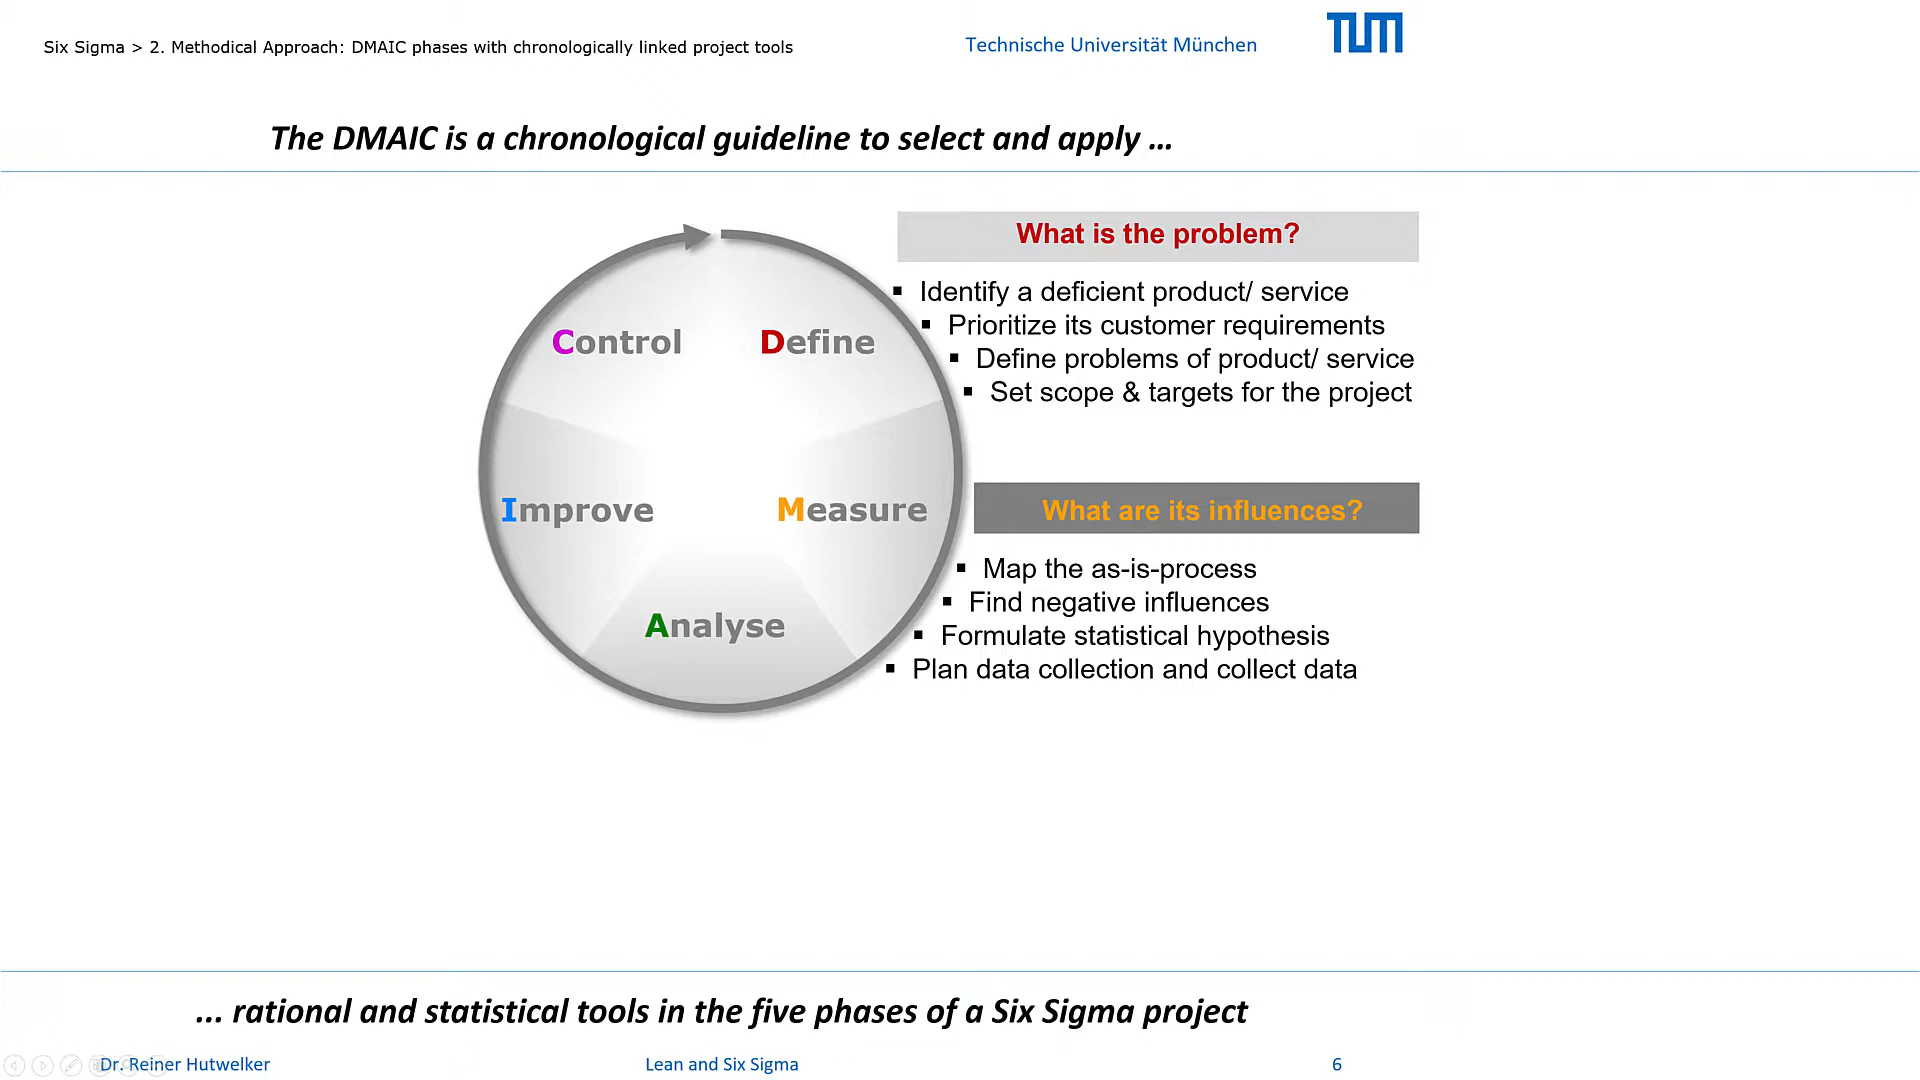 Six Sigma > 2. Methodical Approach: DMAIC phases with chronologically linked project tools
Technische Universität München
TUM
The DMAIC is a chronological guideline to select and apply ...
What is the problem?
▪ Identify a deficient product/ service
▪ Prioritize its customer requirements
▪ Define problems of product/ service
▪ Set scope & targets for the project
Control
Define
Improve
Measure
Analyse
What are its influences?
▪ Map the as-is-process
▪ Find negative influences
▪ Formulate statistical hypothesis
▪ Plan data collection and collect data
... rational and statistical tools in the five phases of a Six Sigma project
Dr. Reiner Hutwelker
Lean and Six Sigma
6